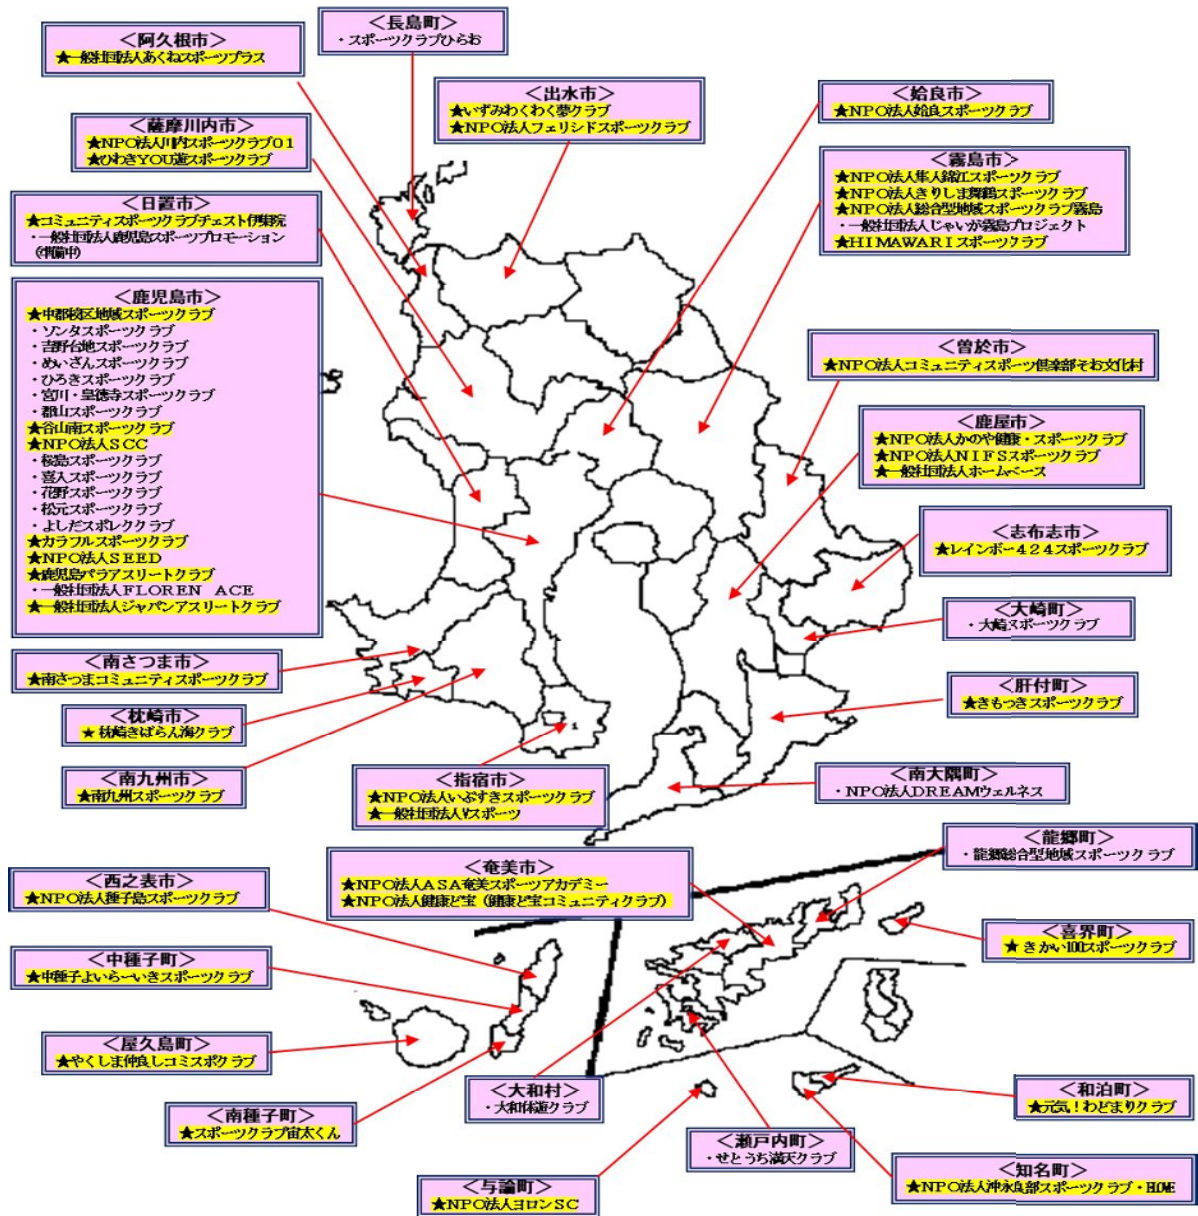 ＜長島町＞
・スポーツクラブひらお
＜阿久根市＞
★一般社団法人あくねスポーツプラス
＜出水市＞
★いずみわくわく夢クラブ
★NPO法人フェリシドスポーツクラブ
＜姶良市＞
★NPO法人姶良スポーツクラブ
＜薩摩川内市＞
★NPO法人川内スポーツクラブ０１
★ひわきYOU遊スポーツクラブ
＜霧島市＞
★NPO法人隼人錦江スポーツクラブ
★NPO法人きりしま舞鶴スポーツクラブ
★NPO法人総合型地域スポーツクラブ霧島
・一般社団法人じゃいが霧島プロジェクト
★ＨＩＭＡＷＡＲＩスポーツクラブ
＜日置市＞
★コミュニティスポーツクラブチェスト伊集院
・一般社団法人鹿児島スポーツプロモーション
（準備中）
＜鹿児島市＞
★中郡校区地域スポーツクラブ
・ソンタスポーツクラブ
・吉野台地スポーツクラブ
・めいざんスポーツクラブ
・ひろきスポーツクラブ
・宮川・皇徳寺スポーツクラブ
・郡山スポーツクラブ
★谷山南スポーツクラブ
★NPO法人ＳＣＣ
・桜島スポーツクラブ
・喜入スポーツクラブ
・花野スポーツクラブ
・松元スポーツクラブ
・よしだスポレククラブ
★カラフルスポーツクラブ
★NPO法人ＳＥＥＤ
★鹿児島パラアスリートクラブ
・一般社団法人ＦＬＯＲＥＮ　ＡＣＥ
★一般社団法人ジャパンアスリートクラブ
＜曽於市＞
★NPO法人コミュニティスポーツ倶楽部そお文化村
＜鹿屋市＞
★NPO法人かのや健康・スポーツクラブ
★NPO法人ＮＩＦＳスポーツクラブ
★一般社団法人ホームベース
＜志布志市＞
★レインボー４２４スポーツクラブ
＜大崎町＞
・大崎スポーツクラブ
＜南さつま市＞
★南さつまコミュニティスポーツクラブ
＜肝付町＞
★きもつきスポーツクラブ
＜枕崎市＞
★枕崎きばらん海クラブ
＜南九州市＞
★南九州スポーツクラブ
＜指宿市＞
★NPO法人いぶすきスポーツクラブ
★一般社団法人Vスポーツ
＜南大隅町＞
・NPO法人DREAMウェルネス
＜龍郷町＞
・龍郷総合型地域スポーツクラブ
＜西之表市＞
★NPO法人種子島スポーツクラブ
＜奄美市＞
★NPO法人ＡＳＡ奄美スポーツアカデミー
★NPO法人健康ど宝（健康ど宝コミュニティクラブ）
＜喜界町＞
★きかい100スポーツクラブ
＜中種子町＞
★中種子よいらーいきスポーツクラブ
＜屋久島町＞
★やくしま仲良しコミスポクラブ
＜大和村＞
・大和体遊クラブ
＜和泊町＞
★元気！わどまりクラブ
＜南種子町＞
★スポーツクラブ宙太くん
＜瀬戸内町＞
・せとうち満天クラブ
＜知名町＞
★NPO法人沖永良部スポーツクラブ・ELOVE
＜与論町＞
★NPO法人ヨロンＳＣ